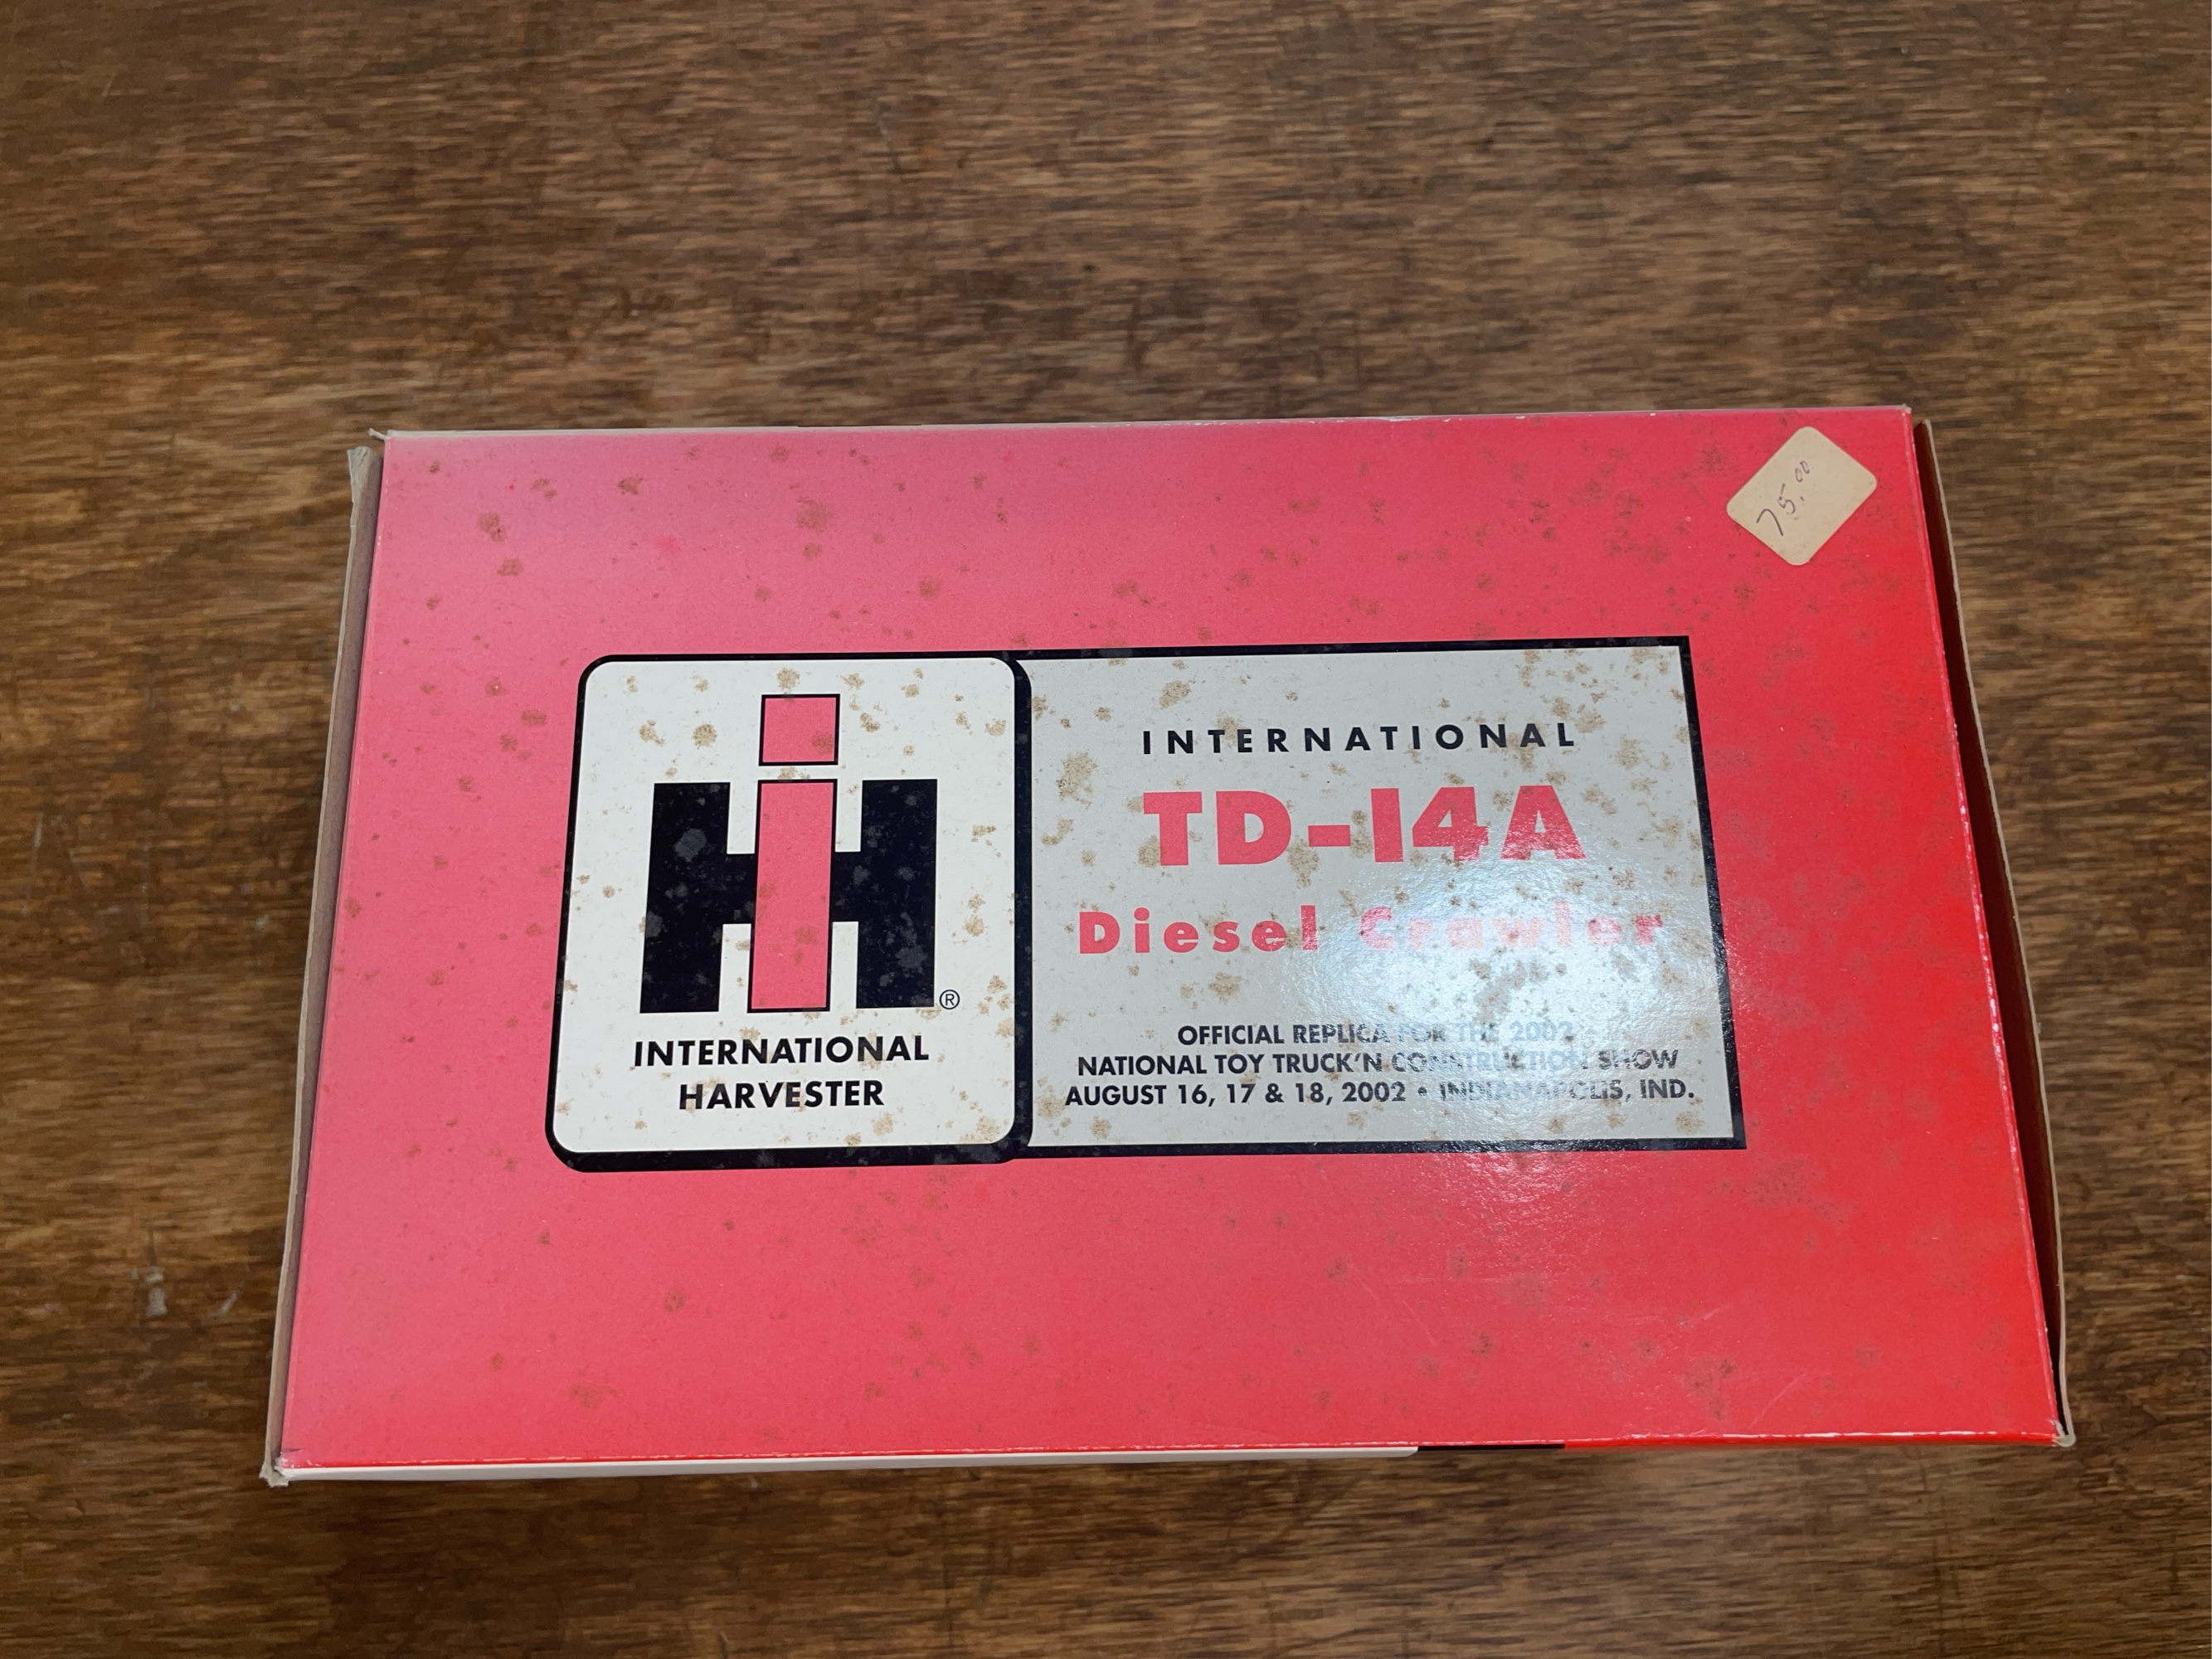 75.00
iH
®
INTERNATIONAL
HARVESTER
INTERNATIONAL
TD-14A
Diesel Crawler
OFFICIAL REPLICA FOR THE 2002
NATIONAL TOY TRUCK'N CONSTRUCTION SHOW
AUGUST 16, 17 & 18, 2002 • INDIANAPOLIS, IND.